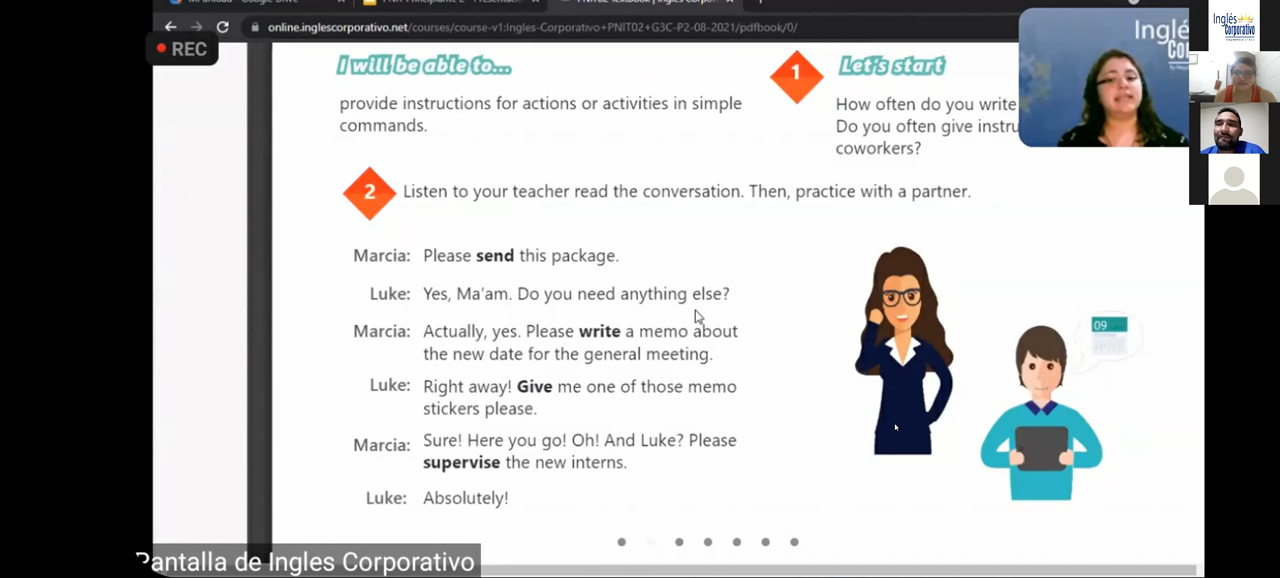 online.inglescorporativo.net/courses/course-v1:Ingles-Corporativo+PNIT02+G3C-P2-08-2021/pdfbook/0/
REC
I will be able to...
provide instructions for actions or activities in simple
commands.
1
Let's start
How often do you write
Do you often give instru
coworkers?
Inglés
Co
Inglés
Corporativo
2
Listen to your teacher read the conversation. Then, practice with a partner.
Marcia: Please send this package.
Luke: Yes, Ma'am. Do you need anything else?
Marcia: Actually, yes. Please write a memo about
the new date for the general meeting.
Luke: Right away! Give me one of those memo
stickers please.
Marcia: Sure! Here you go! Oh! And Luke? Please
supervise the new interns.
Luke: Absolutely!
09
Pantalla de Ingles Corporativo